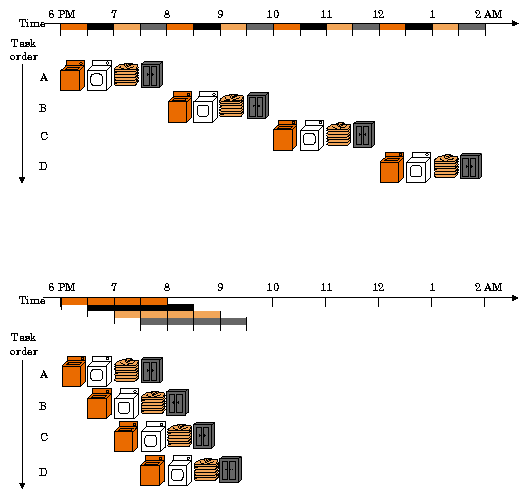 6 PM 7 8 9 10 11 12 1 2 AM
Time
Task
order
A
B
C
D
6 PM 7 8 9 10 11 12 1 2 AM
Time
Task
order
A
B
C
D